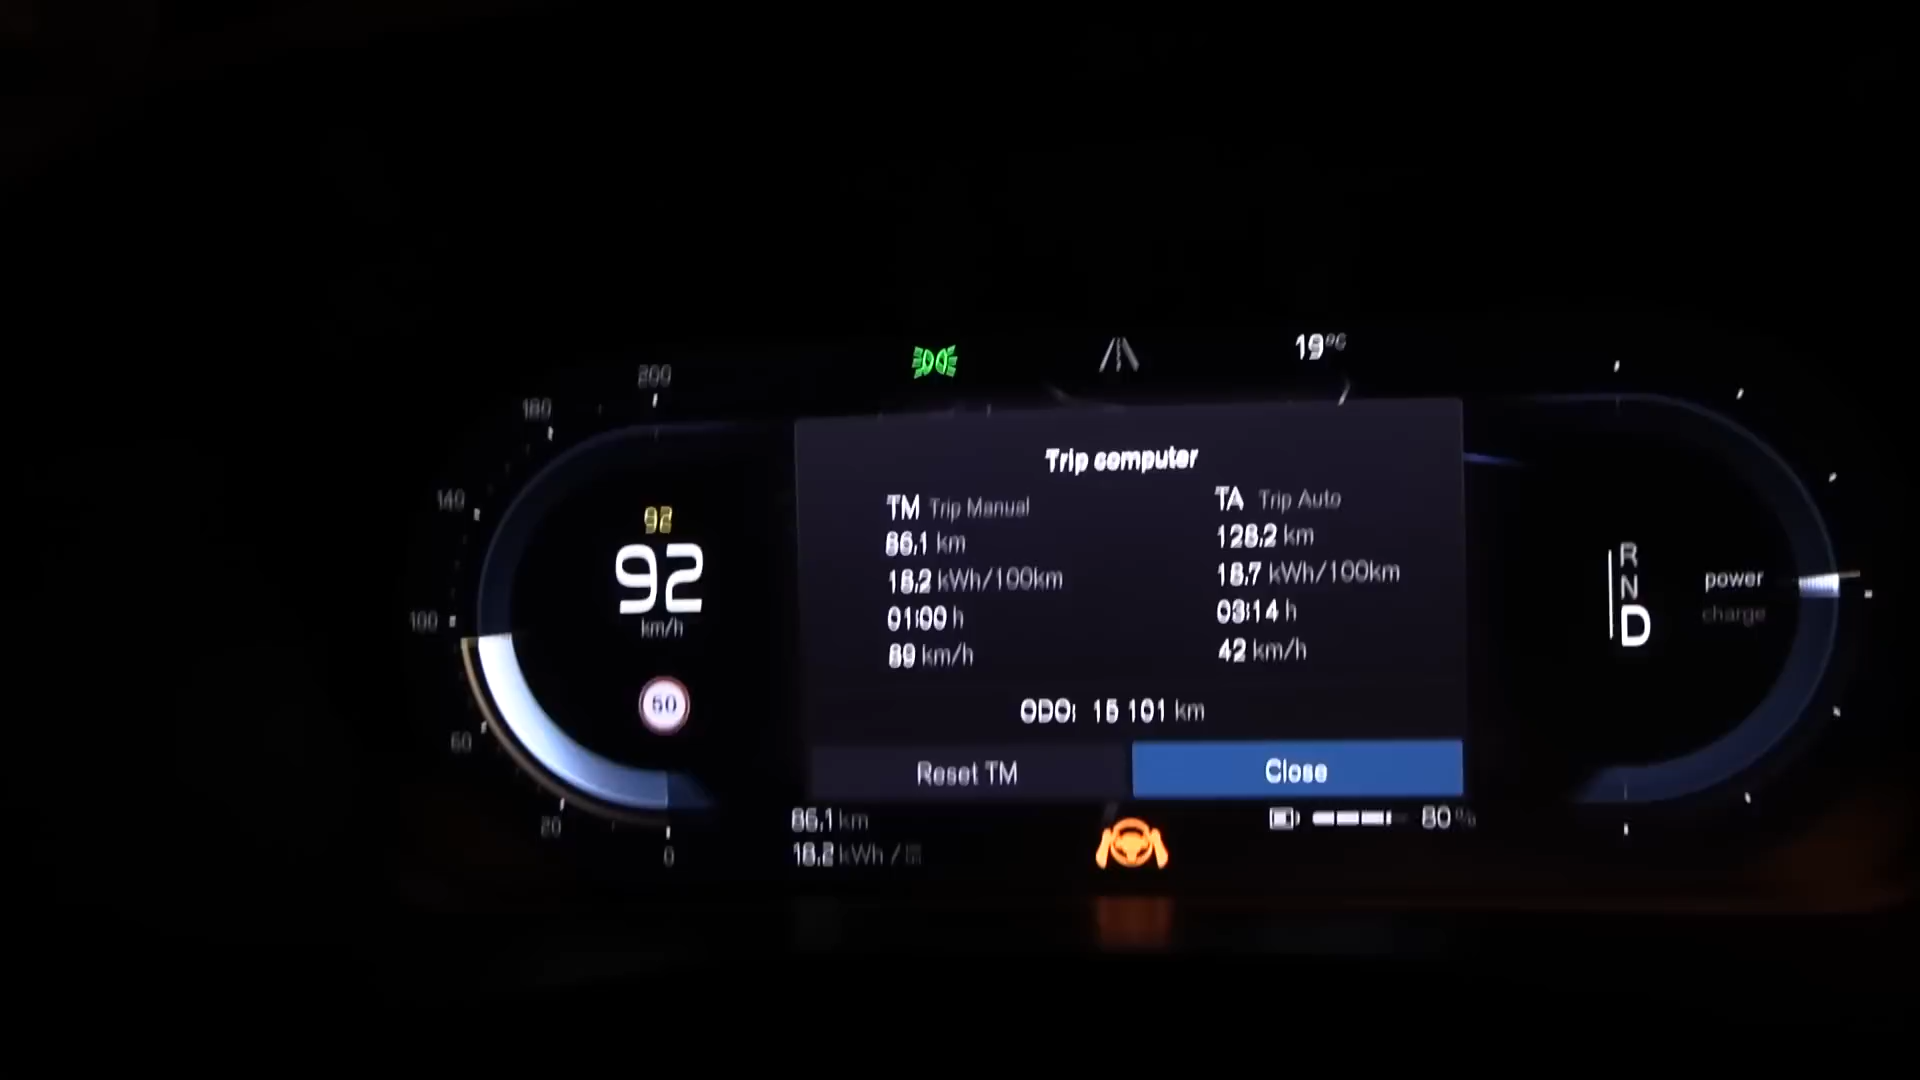 19°C
200
180
140
100
60
20
0
92
92
km/h
Trip computer
TM Trip Manual
86,1 km
18,2 kWh/100km
01:00 h
89 km/h
TA Trip Auto
128,2 km
18,7 kWh/100km
03:14 h
42 km/h
ODO: 15 101 km
Reset TM
Close
86,1 km
18,2 kWh /
80 %
R
N
D
power
charge